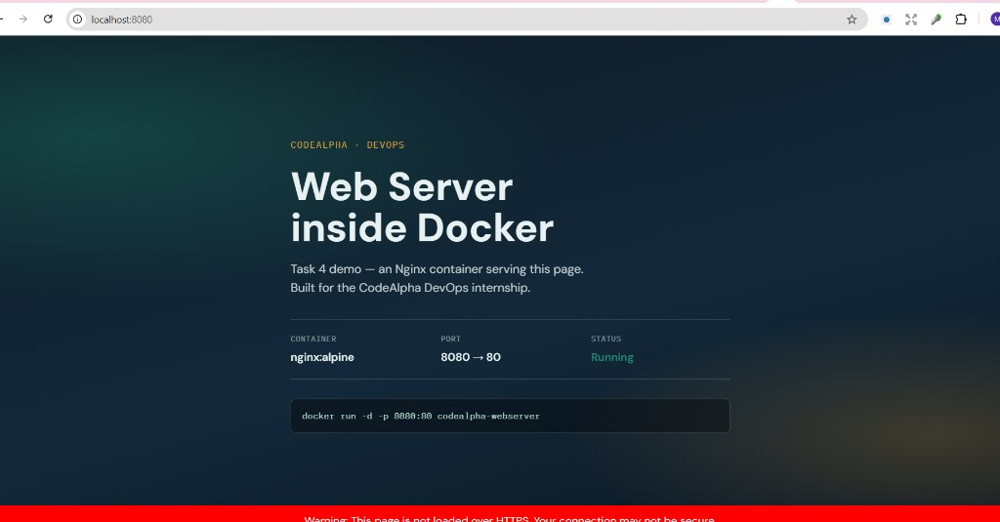 localhost:8080
M
CODEALPHA · DEVOPS
Web Server
inside Docker
Task 4 demo — an Nginx container serving this page.
Built for the CodeAlpha DevOps internship.
CONTAINER PORT STATUS
nginx:alpine 8080 → 80 Running
docker run -d -p 8080:80 codealpha-webserver
Warning: This page is not loaded over HTTPS. Your connection may not be secure.